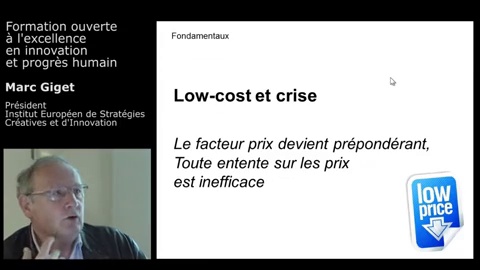 Formation ouverte
à l'excellence
en innovation
et progrès humain
Marc Giget
Président
Institut Européen de Stratégies
Créatives et d'Innovation
Fondamentaux
Low-cost et crise
Le facteur prix devient prépondérant,
Toute entente sur les prix
est inefficace
low
price